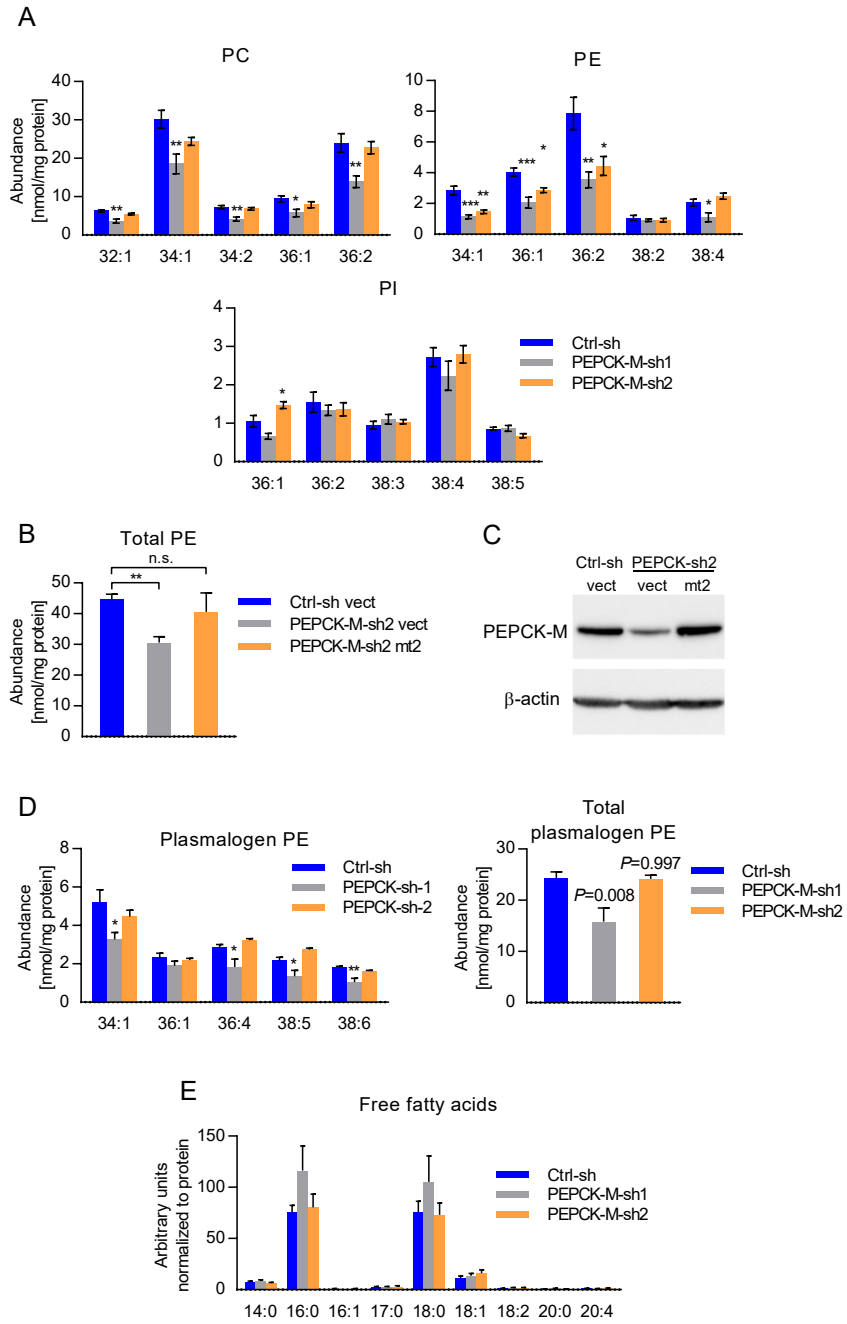 A
PC
PE
Abundance
[nmol/mg protein]
40
30
20
10
0
**
**
**
*
**
32:1
34:1
34:2
36:1
36:2
10
8
6
4
2
0
***
**
***
*
**
*
*
34:1
36:1
36:2
38:2
38:4
PI
4
3
2
1
0
*
36:1
36:2
38:3
38:4
38:5
Ctrl-sh
PEPCK-M-sh1
PEPCK-M-sh2
B
Total PE
n.s.
**
Abundance
[nmol/mg protein]
50
40
30
20
10
0
Ctrl-sh vect
PEPCK-M-sh2 vect
PEPCK-M-sh2 mt2
C
Ctrl-sh PEPCK-sh2
vect vect mt2
PEPCK-M
β-actin
D
Plasmalogen PE
Abundance
[nmol/mg protein]
8
6
4
2
0
*
*
*
**
34:1
36:1
36:4
38:5
38:6
Ctrl-sh
PEPCK-sh-1
PEPCK-sh-2
Total
plasmalogen PE
Abundance
[nmol/mg protein]
30
20
10
0
P=0.008
P=0.997
Ctrl-sh
PEPCK-M-sh1
PEPCK-M-sh2
E
Free fatty acids
Arbitrary units
normalized to protein
150
100
50
0
14:0
16:0
16:1
17:0
18:0
18:1
18:2
20:0
20:4
Ctrl-sh
PEPCK-M-sh1
PEPCK-M-sh2